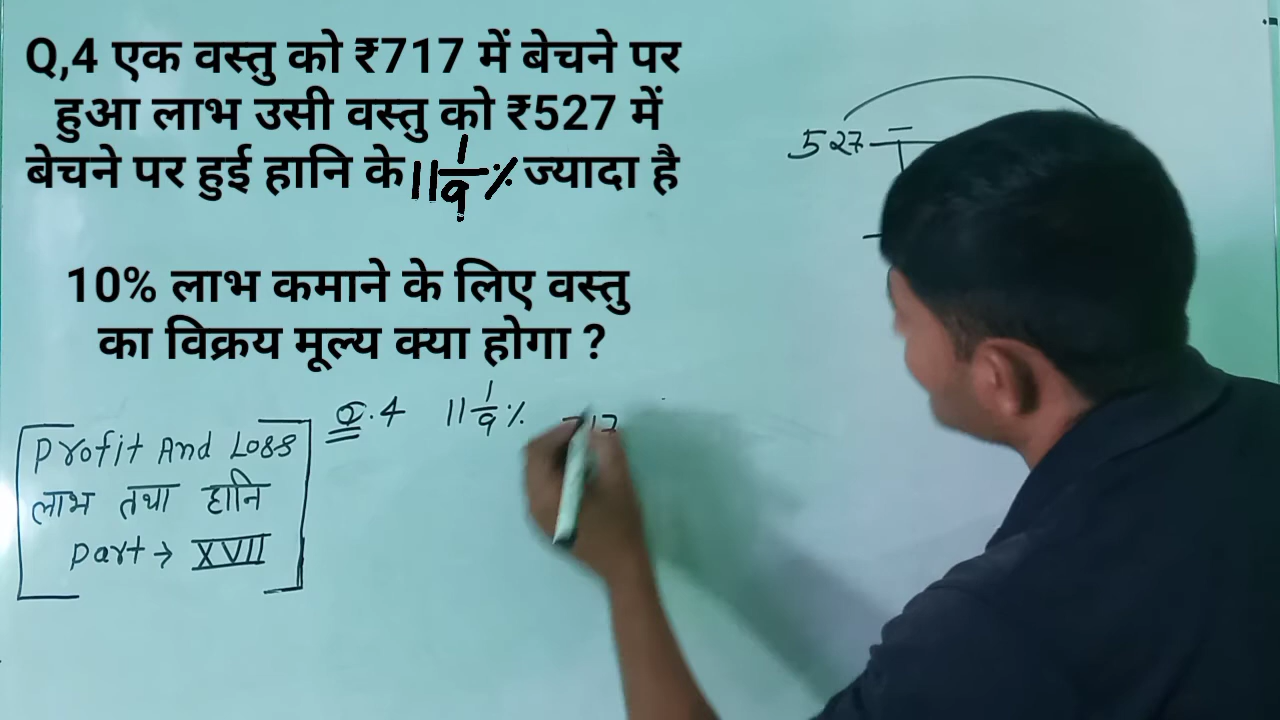 Q,4 एक वस्तु को ₹717 में बेचने पर
हुआ लाभ उसी वस्तु को ₹527 में
बेचने पर हुई हानि के 11 1/9 % ज्यादा है
10% लाभ कमाने के लिए वस्तु
का विक्रय मूल्य क्या होगा ?
527
Q.4 11 1/9 % 717
Profit And Loss
लाभ तथा हानि
Part → XVII